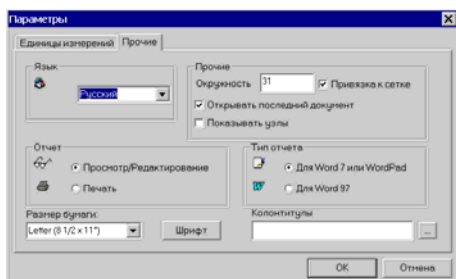 Параметры
Единицы измерений Прочие
Язык
Русский
Прочие
Окружность 31 Привязка к сетке
Открывать последний документ
Показывать узлы
Отчет
Просмотр/Редактирование
Печать
Тип отчета
Для Word 7 или WordPad
Для Word 97
Размер бумаги:
Letter (8 1/2 x 11")
Шрифт
Колонтитулы
...
OK Отмена